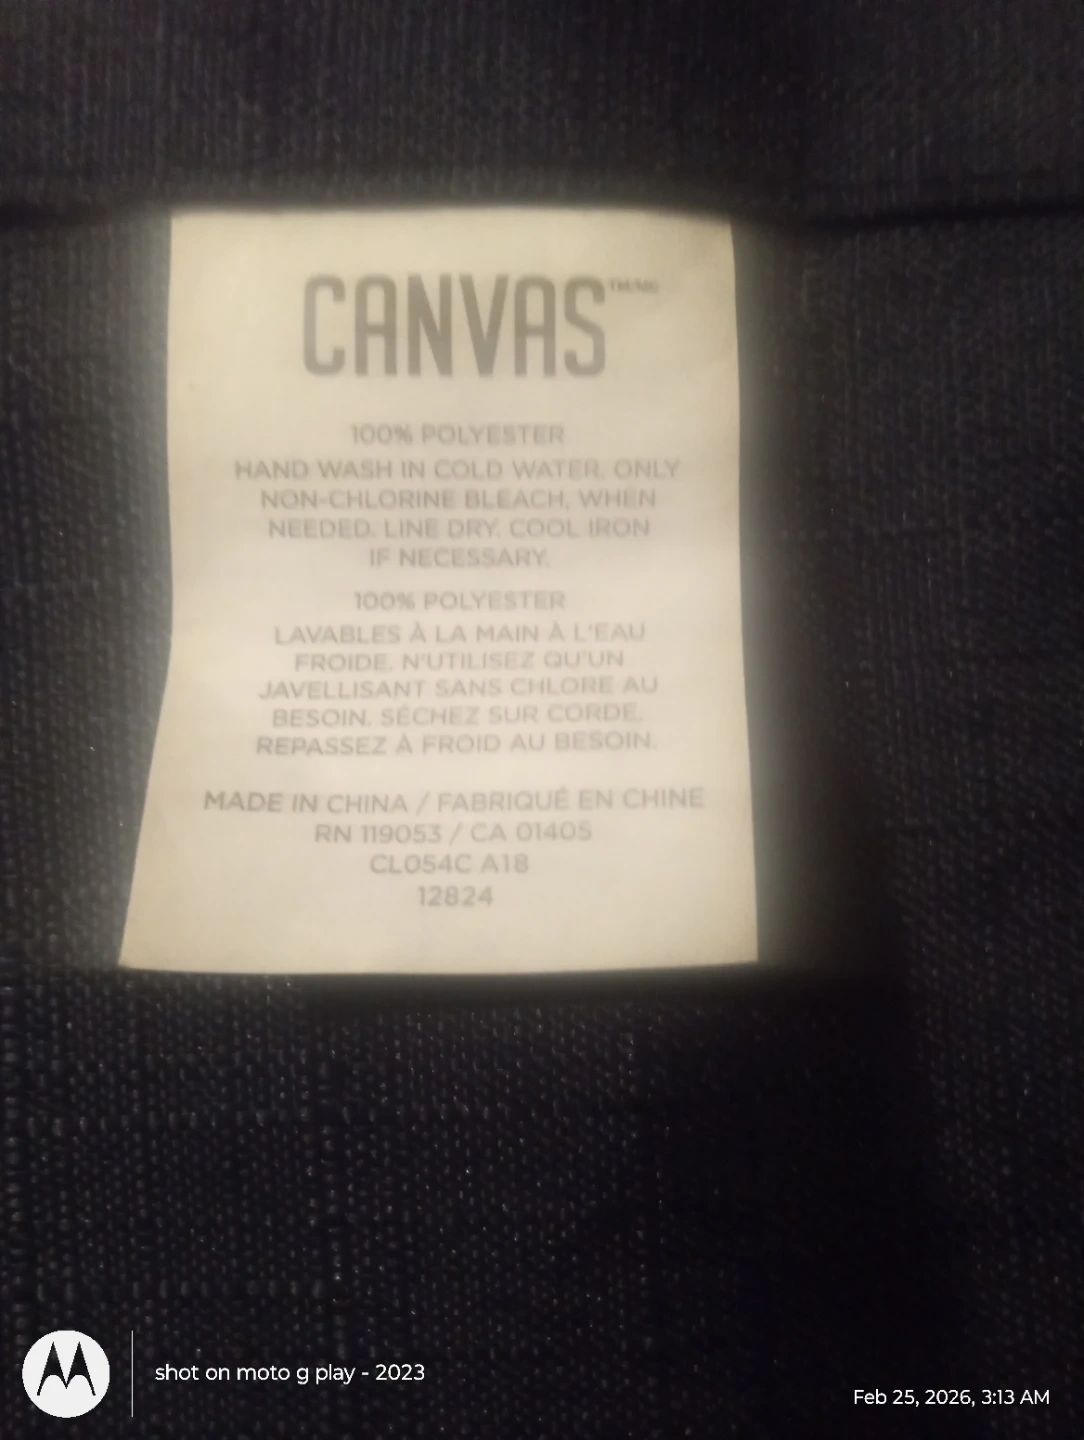 CANVAS™/MC
100% POLYESTER
HAND WASH IN COLD WATER. ONLY
NON-CHLORINE BLEACH, WHEN
NEEDED. LINE DRY. COOL IRON
IF NECESSARY.
100% POLYESTER
LAVABLES À LA MAIN À L'EAU
FROIDE. N'UTILISEZ QU'UN
JAVELLISANT SANS CHLORE AU
BESOIN. SÉCHEZ SUR CORDE.
REPASSEZ À FROID AU BESOIN.
MADE IN CHINA / FABRIQUÉ EN CHINE
RN 119053 / CA 01405
CL054C A18
12824
shot on moto g play - 2023
Feb 25, 2026, 3:13 AM